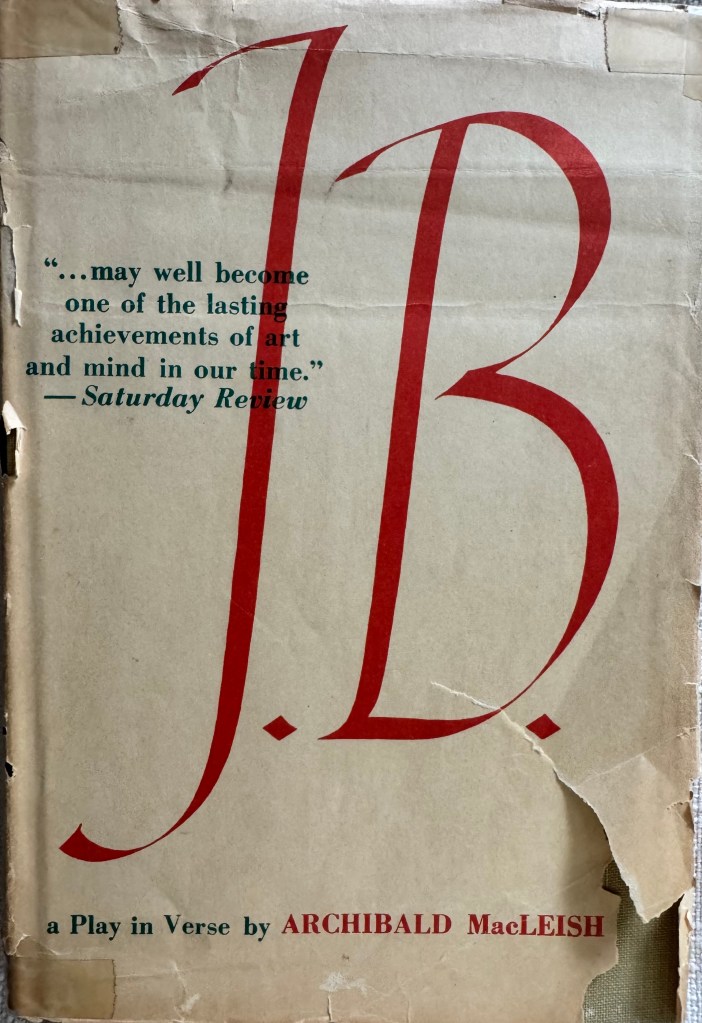 J.B.
“...may well become
one of the lasting
achievements of art
and mind in our time.”
— Saturday Review
a Play in Verse by ARCHIBALD MacLEISH